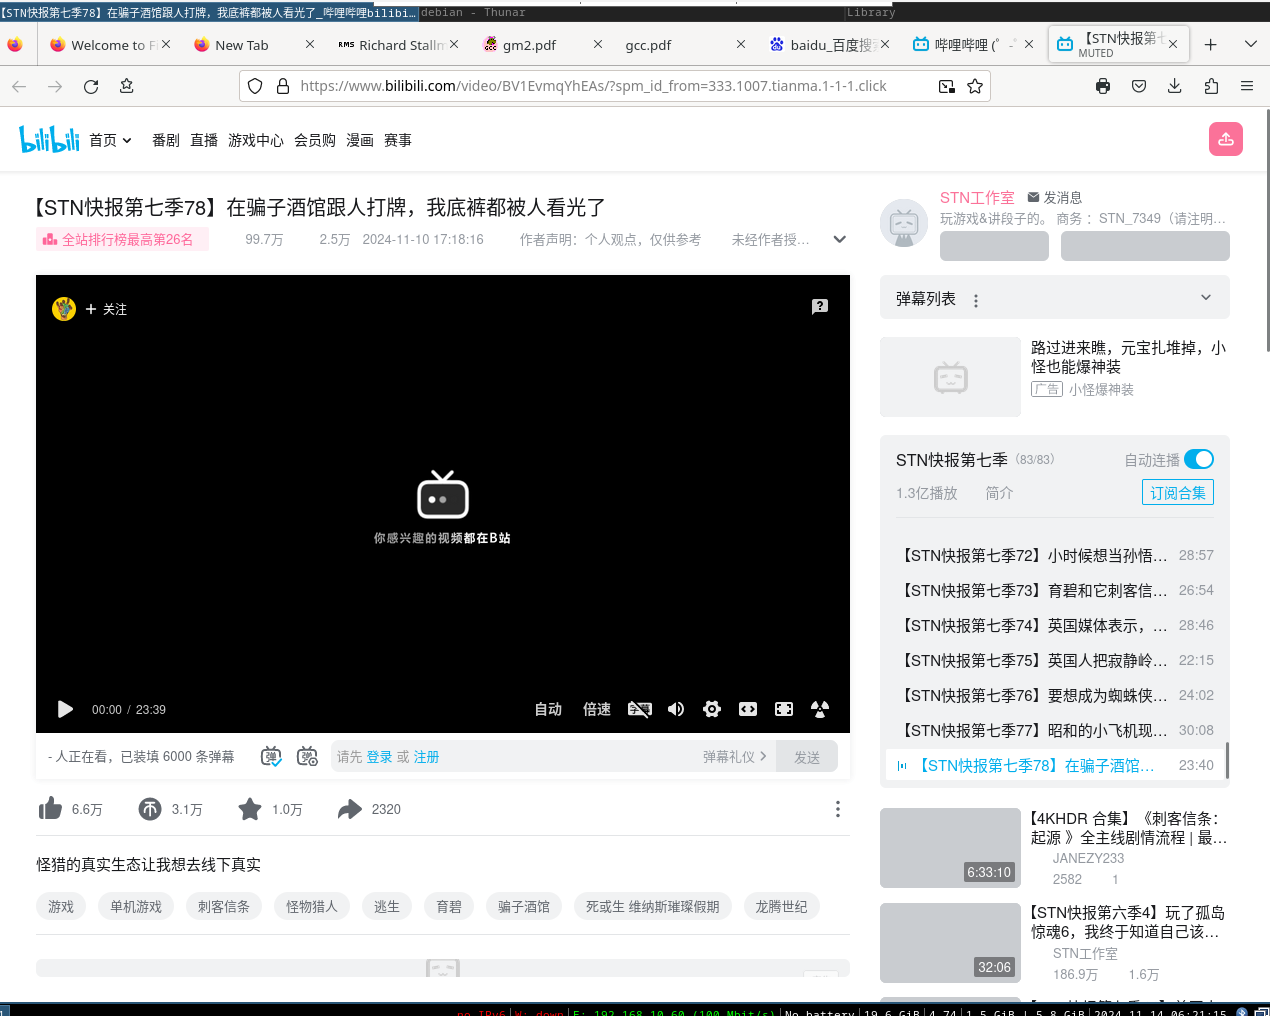 【STN快报第七季78】在骗子酒馆跟人打牌，我底裤都被人看光了_哔哩哔哩bilibi…
debian - Thunar
Library
Welcome to Fi
New Tab
Richard Stallm
gm2.pdf
gcc.pdf
baidu_百度搜索
哔哩哔哩 (゜-゜
【STN快报第七
MUTED
https://www.bilibili.com/video/BV1EvmqYhEAs/?spm_id_from=333.1007.tianma.1-1-1.click
bilibili 首页 番剧 直播 游戏中心 会员购 漫画 赛事
【STN快报第七季78】在骗子酒馆跟人打牌，我底裤都被人看光了
全站排行榜最高第26名 99.7万 2.5万 2024-11-10 17:18:16 作者声明：个人观点，仅供参考 未经作者授…
STN工作室 发消息
玩游戏&讲段子的。 商务： STN_7349（请注明…
+ 关注
你感兴趣的视频都在B站
00:00 / 23:39 自动 倍速 字幕
- 人正在看，已装填 6000 条弹幕 弹 弹 请先 登录 或 注册 弹幕礼仪 发送
6.6万 3.1万 1.0万 2320
怪猎的真实生态让我想去线下真实
游戏 单机游戏 刺客信条 怪物猎人 逃生 育碧 骗子酒馆 死或生 维纳斯璀璨假期 龙腾世纪
弹幕列表
路过进来瞧，元宝扎堆掉，小
怪也能爆神装
广告 小怪爆神装
STN快报第七季 （83/83） 自动连播
1.3亿播放 简介 订阅合集
【STN快报第七季72】小时候想当孙悟… 28:57
【STN快报第七季73】育碧和它刺客信… 26:54
【STN快报第七季74】英国媒体表示，… 28:46
【STN快报第七季75】英国人把寂静岭… 22:15
【STN快报第七季76】要想成为蜘蛛侠… 24:02
【STN快报第七季77】昭和的小飞机现… 30:08
【STN快报第七季78】在骗子酒馆… 23:40
【4KHDR 合集】《刺客信条：
起源 》全主线剧情流程 | 最…
6:33:10
JANEZY233
2582 1
【STN快报第六季4】玩了孤岛
惊魂6，我终于知道自己该…
32:06
STN工作室
186.9万 1.6万
1 no IPv6 | W: down | E: 192.168.10.60 (100 Mbit/s) | No battery | 19.6 GiB | 4.74 | 1.5 GiB | 5.8 GiB | 2024-11-14 06:21:15